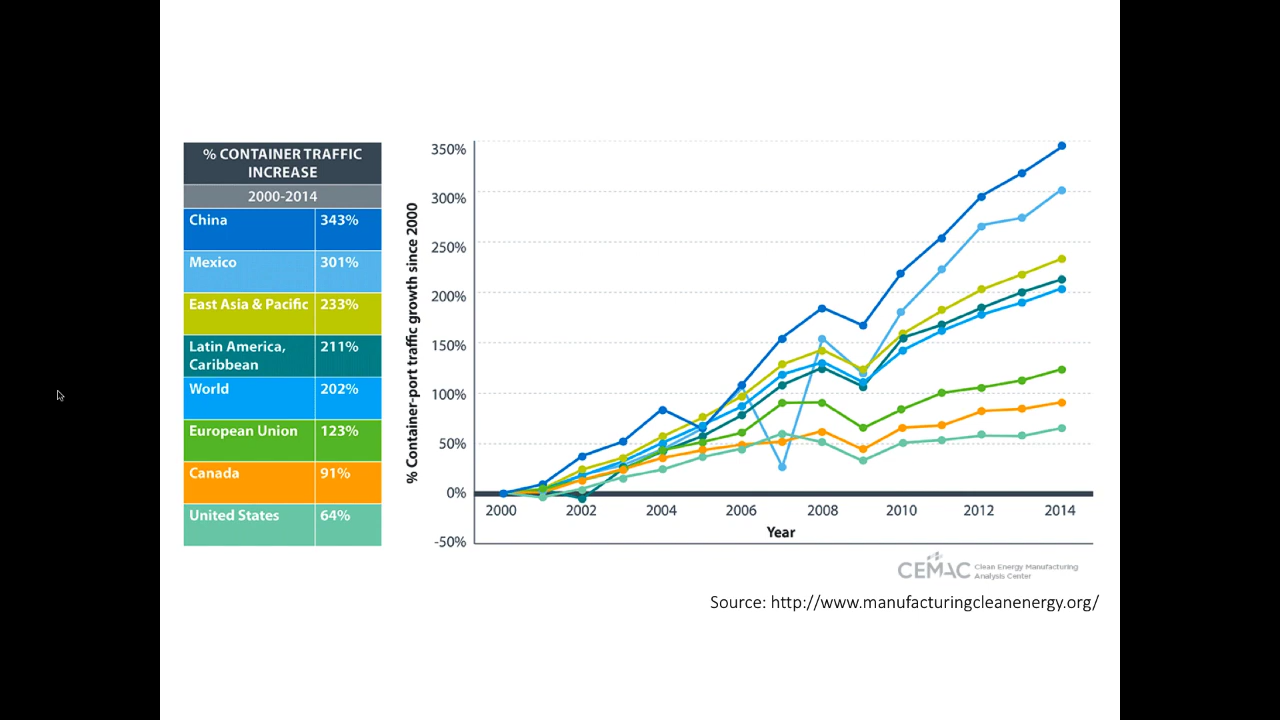 % CONTAINER TRAFFIC
INCREASE
2000-2014
China 343%
Mexico 301%
East Asia & Pacific 233%
Latin America, 211%
Caribbean
World 202%
European Union 123%
Canada 91%
United States 64%
% Container-port traffic growth since 2000
350%
300%
250%
200%
150%
100%
50%
0%
-50%
2000 2002 2004 2006 2008 2010 2012 2014
Year
CEMAC Clean Energy Manufacturing
Analysis Center
Source: http://www.manufacturingcleanenergy.org/